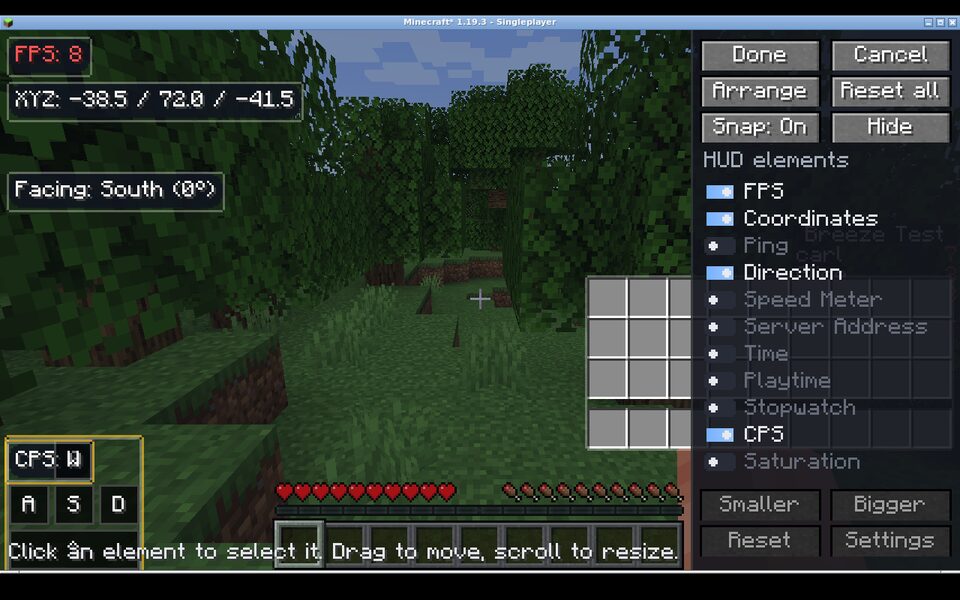 Minecraft* 1.19.3 - Singleplayer
FPS: 8
XYZ: -38.5 / 72.0 / -41.5
Facing: South (0°)
Done
Cancel
Arrange
Reset all
Snap: On
Hide
HUD elements
FPS
Coordinates
Ping
Breeze Test
carl
Direction
Speed Meter
Server Address
Time
Playtime
Stopwatch
CPS
Saturation
Smaller
Bigger
Reset
Settings
CPS: W
A S D
Click an element to select it. Drag to move, scroll to resize.